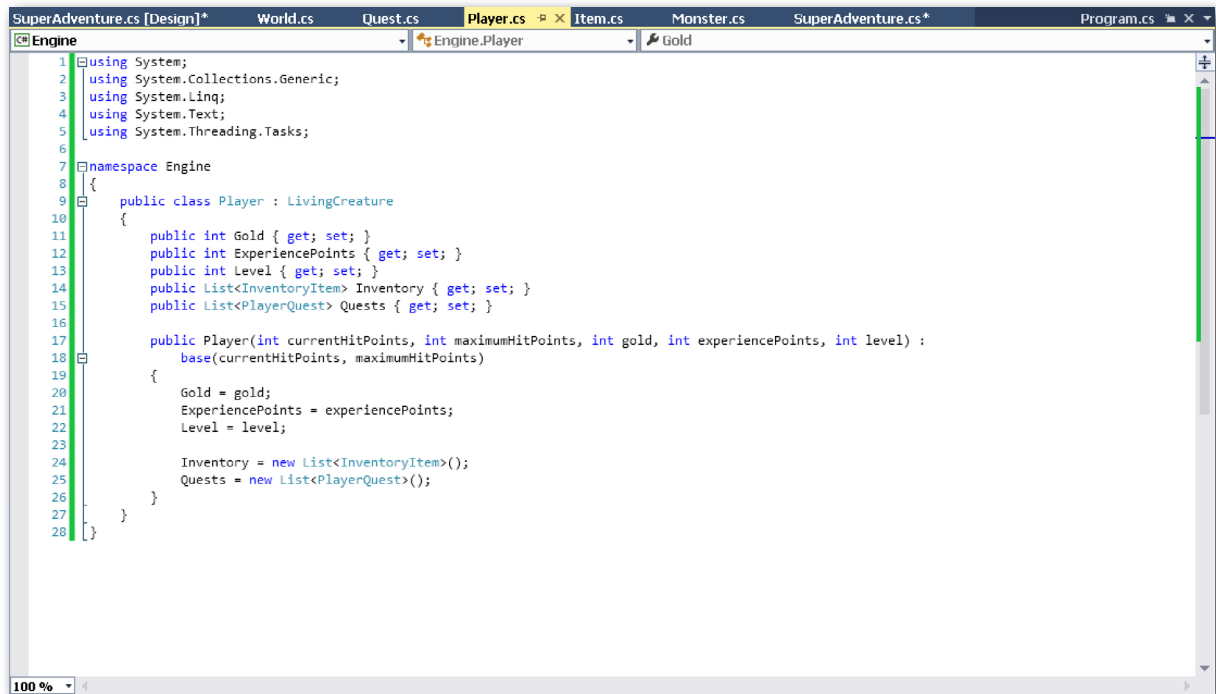 SuperAdventure.cs [Design]* World.cs Quest.cs Player.cs Item.cs Monster.cs SuperAdventure.cs* Program.cs
C# Engine Engine.Player Gold
1 using System;
2 using System.Collections.Generic;
3 using System.Linq;
4 using System.Text;
5 using System.Threading.Tasks;
6
7 namespace Engine
8 {
9     public class Player : LivingCreature
10     {
11         public int Gold { get; set; }
12         public int ExperiencePoints { get; set; }
13         public int Level { get; set; }
14         public List<InventoryItem> Inventory { get; set; }
15         public List<PlayerQuest> Quests { get; set; }
16
17         public Player(int currentHitPoints, int maximumHitPoints, int gold, int experiencePoints, int level) :
18             base(currentHitPoints, maximumHitPoints)
19         {
20             Gold = gold;
21             ExperiencePoints = experiencePoints;
22             Level = level;
23
24             Inventory = new List<InventoryItem>();
25             Quests = new List<PlayerQuest>();
26         }
27     }
28 }
100 %